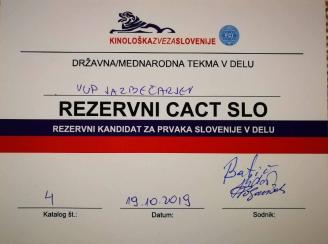 KINOLOŠKAZVEZASLOVENIJE
FCI
DRŽAVNA/MEDNARODNA TEKMA V DELU
VUP JAZBEČARJEV
REZERVNI CACT SLO
REZERVNI KANDIDAT ZA PRVAKA SLOVENIJE V DELU
4 19.10.2019
Katalog št.: Datum: Sodnik: